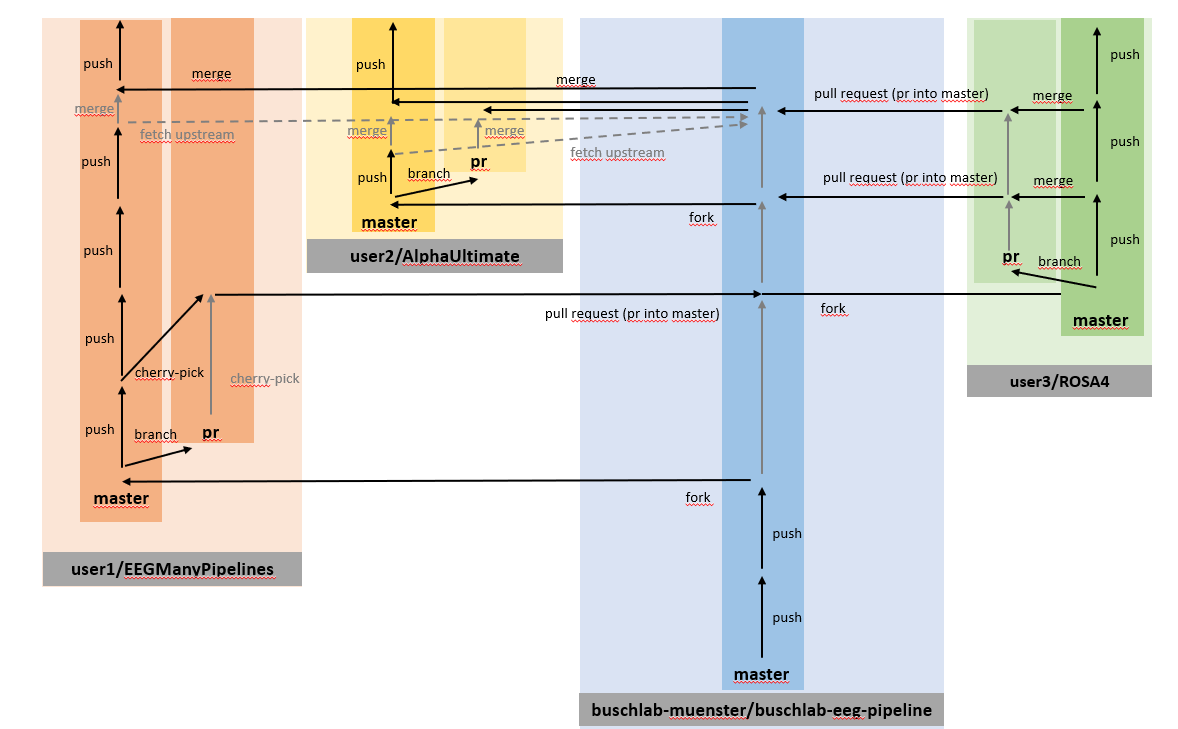 push
push
push
merge
merge
pull request (pr into master)
merge
merge
fetch upstream
merge
merge
push
push
fetch upstream
pr
branch
push
pull request (pr into master)
merge
master
fork
push
push
user2/AlphaUltimate
pr
branch
pull request (pr into master)
fork
master
push
cherry-pick
cherry-pick
user3/ROSA4
push
branch
pr
master
fork
push
user1/EEGManyPipelines
push
master
buschlab-muenster/buschlab-eeg-pipeline